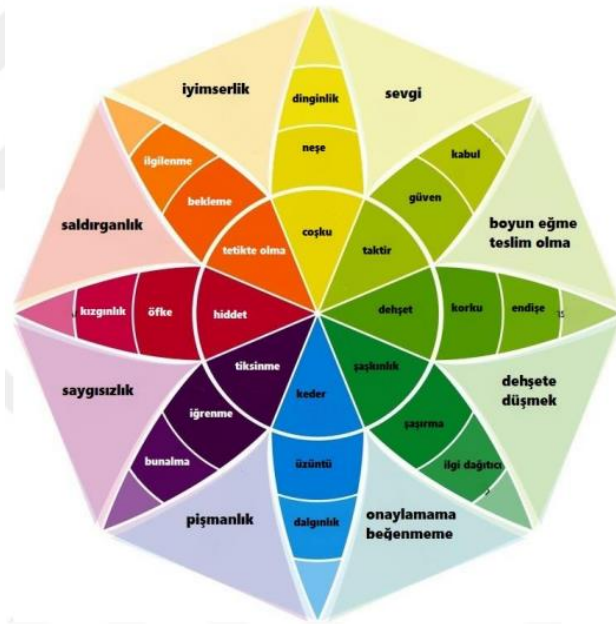 iyimserlik
sevgi
dinginlik
neşe
coşku
ilgilenme
bekleme
tetikte olma
kabul
güven
taktir
saldırganlık
boyun eğme
teslim olma
kızgınlık
öfke
hiddet
dehşet
korku
endişe
saygısızlık
dehşete
düşmek
tiksinme
iğrenme
bunalma
keder
üzüntü
dalgınlık
şaşkınlık
şaşırma
ilgi dağıtıcı
pişmanlık
onaylamama
beğenmeme